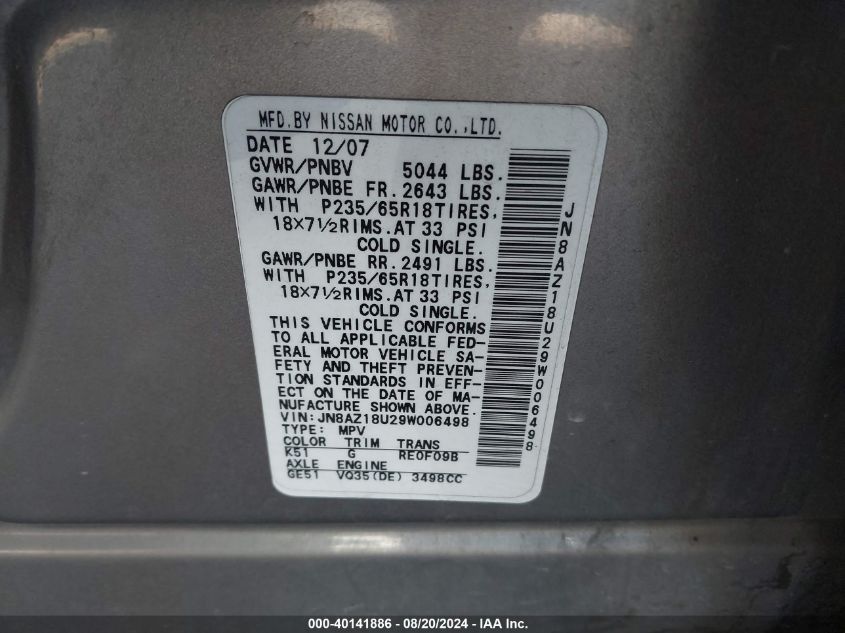 MFD.BY NISSAN MOTOR CO.,LTD.
DATE 12/07
GVWR/PNBV 5044 LBS.
GAWR/PNBE FR. 2643 LBS.
WITH P235/65R18TIRES,
18×7½RIMS.AT 33 PSI
COLD SINGLE.
GAWR/PNBE RR. 2491 LBS.
WITH P235/65R18TIRES,
18×7½RIMS.AT 33 PSI
COLD SINGLE.
THIS VEHICLE CONFORMS
TO ALL APPLICABLE FED-
ERAL MOTOR VEHICLE SA-
FETY AND THEFT PREVEN-
TION STANDARDS IN EFF-
ECT ON THE DATE OF MA-
NUFACTURE SHOWN ABOVE.
VIN: JN8AZ18U29W006498
TYPE: MPV
COLOR TRIM TRANS
K51 G RE0F09B
AXLE ENGINE
GE51 VQ35(DE) 3498CC
JN8AZ18U29W006498
000-40141886 / 08/20/2024 - IAA Inc.